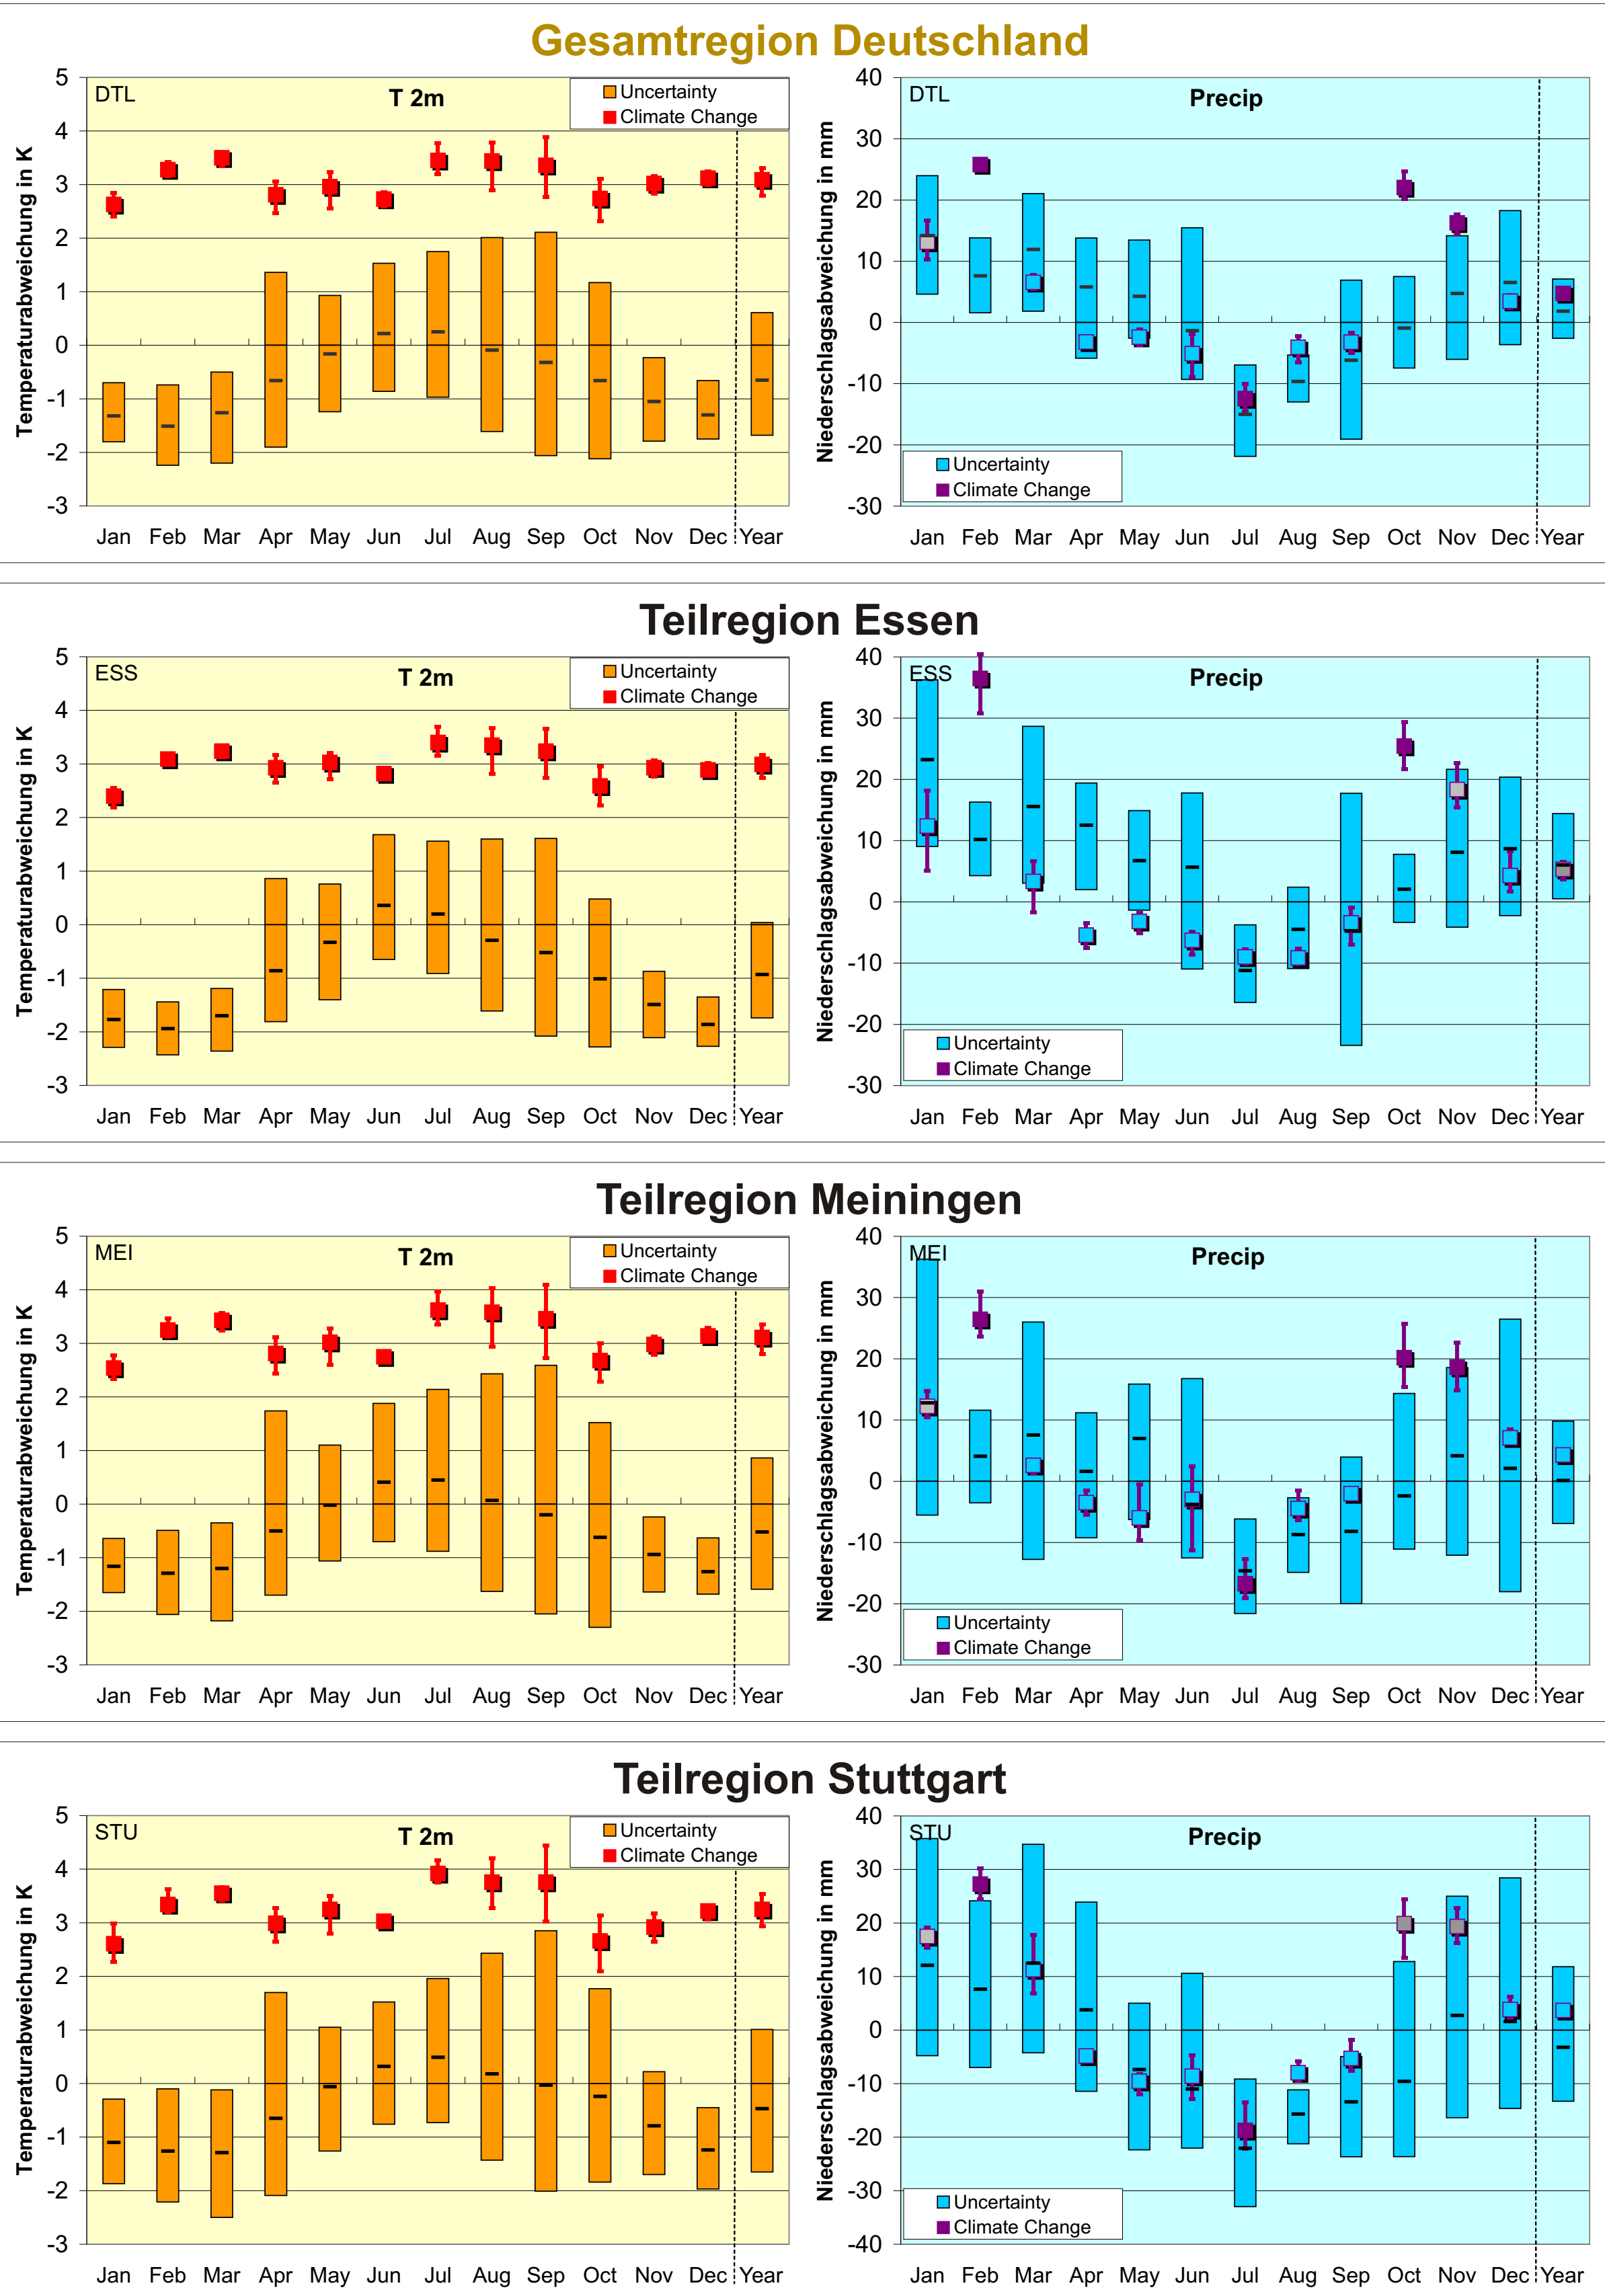 Gesamtregion Deutschland
DTL
T 2m
Uncertainty
Climate Change
Temperaturabweichung in K
5
4
3
2
1
0
-1
-2
-3
Jan Feb Mar Apr May Jun Jul Aug Sep Oct Nov Dec Year
DTL
Precip
Niederschlagsabweichung in mm
40
30
20
10
0
-10
-20
-30
Uncertainty
Climate Change
Jan Feb Mar Apr May Jun Jul Aug Sep Oct Nov Dec Year
Teilregion Essen
ESS
T 2m
Uncertainty
Climate Change
Temperaturabweichung in K
5
4
3
2
1
0
-1
-2
-3
Jan Feb Mar Apr May Jun Jul Aug Sep Oct Nov Dec Year
ESS
Precip
Niederschlagsabweichung in mm
40
30
20
10
0
-10
-20
-30
Uncertainty
Climate Change
Jan Feb Mar Apr May Jun Jul Aug Sep Oct Nov Dec Year
Teilregion Meiningen
MEI
T 2m
Uncertainty
Climate Change
Temperaturabweichung in K
5
4
3
2
1
0
-1
-2
-3
Jan Feb Mar Apr May Jun Jul Aug Sep Oct Nov Dec Year
MEI
Precip
Niederschlagsabweichung in mm
40
30
20
10
0
-10
-20
-30
Uncertainty
Climate Change
Jan Feb Mar Apr May Jun Jul Aug Sep Oct Nov Dec Year
Teilregion Stuttgart
STU
T 2m
Uncertainty
Climate Change
Temperaturabweichung in K
5
4
3
2
1
0
-1
-2
-3
Jan Feb Mar Apr May Jun Jul Aug Sep Oct Nov Dec Year
STU
Precip
Niederschlagsabweichung in mm
40
30
20
10
0
-10
-20
-30
-40
Uncertainty
Climate Change
Jan Feb Mar Apr May Jun Jul Aug Sep Oct Nov Dec Year